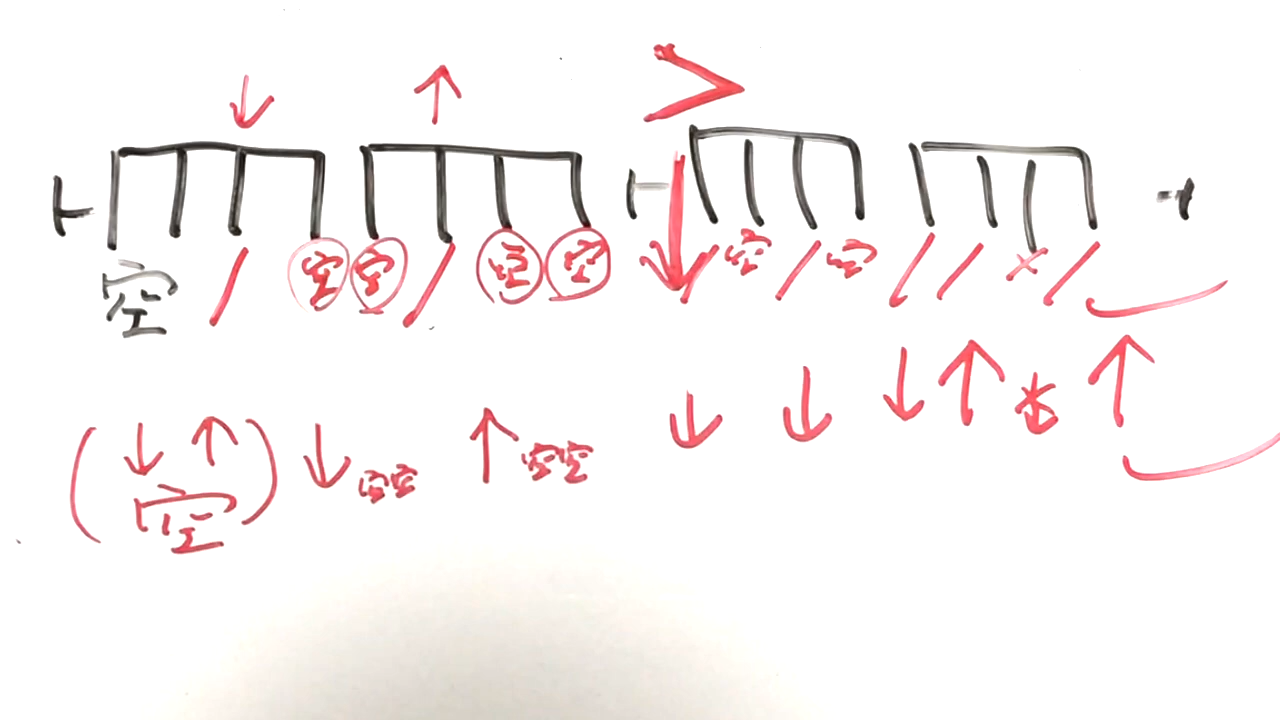 ↓ ↑ >
空 / 空 空 / 空 空 ↓ / 空 / 空 / / × /
↓ ↓ ↓ ↑ ↑
(↓ ↑ ↓ 空空 ↑ 空空
空)